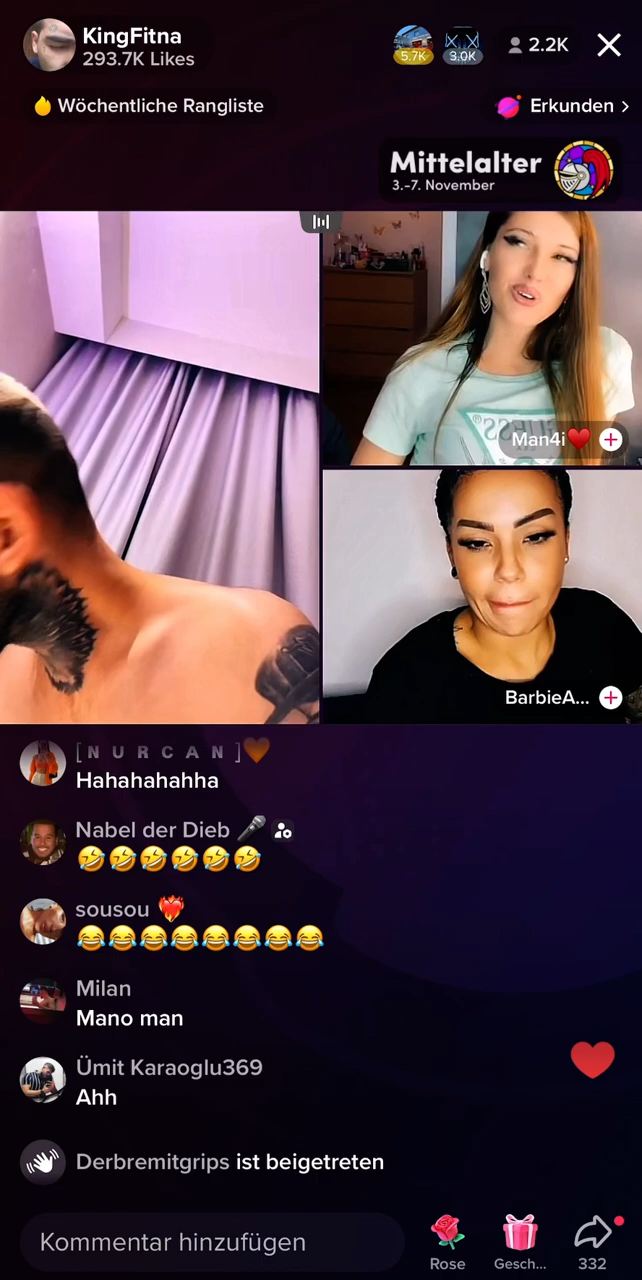 KingFitna
293.7K Likes
5.7K
3.0K
2.2K
Wöchentliche Rangliste
Erkunden >
Mittelalter
3.-7. November
GUESS
Man4i❤️
BarbieA...
[ N U R C A N ]🧡
Hahahahahha
Nabel der Dieb 🎤
🤣🤣🤣🤣🤣🤣
sousou ❤️‍🔥
😂😂😂😂😂😂😂😂
Milan
Mano man
Ümit Karaoglu369
Ahh
Derbremitgrips ist beigetreten
Kommentar hinzufügen
Rose
Gesch...
332